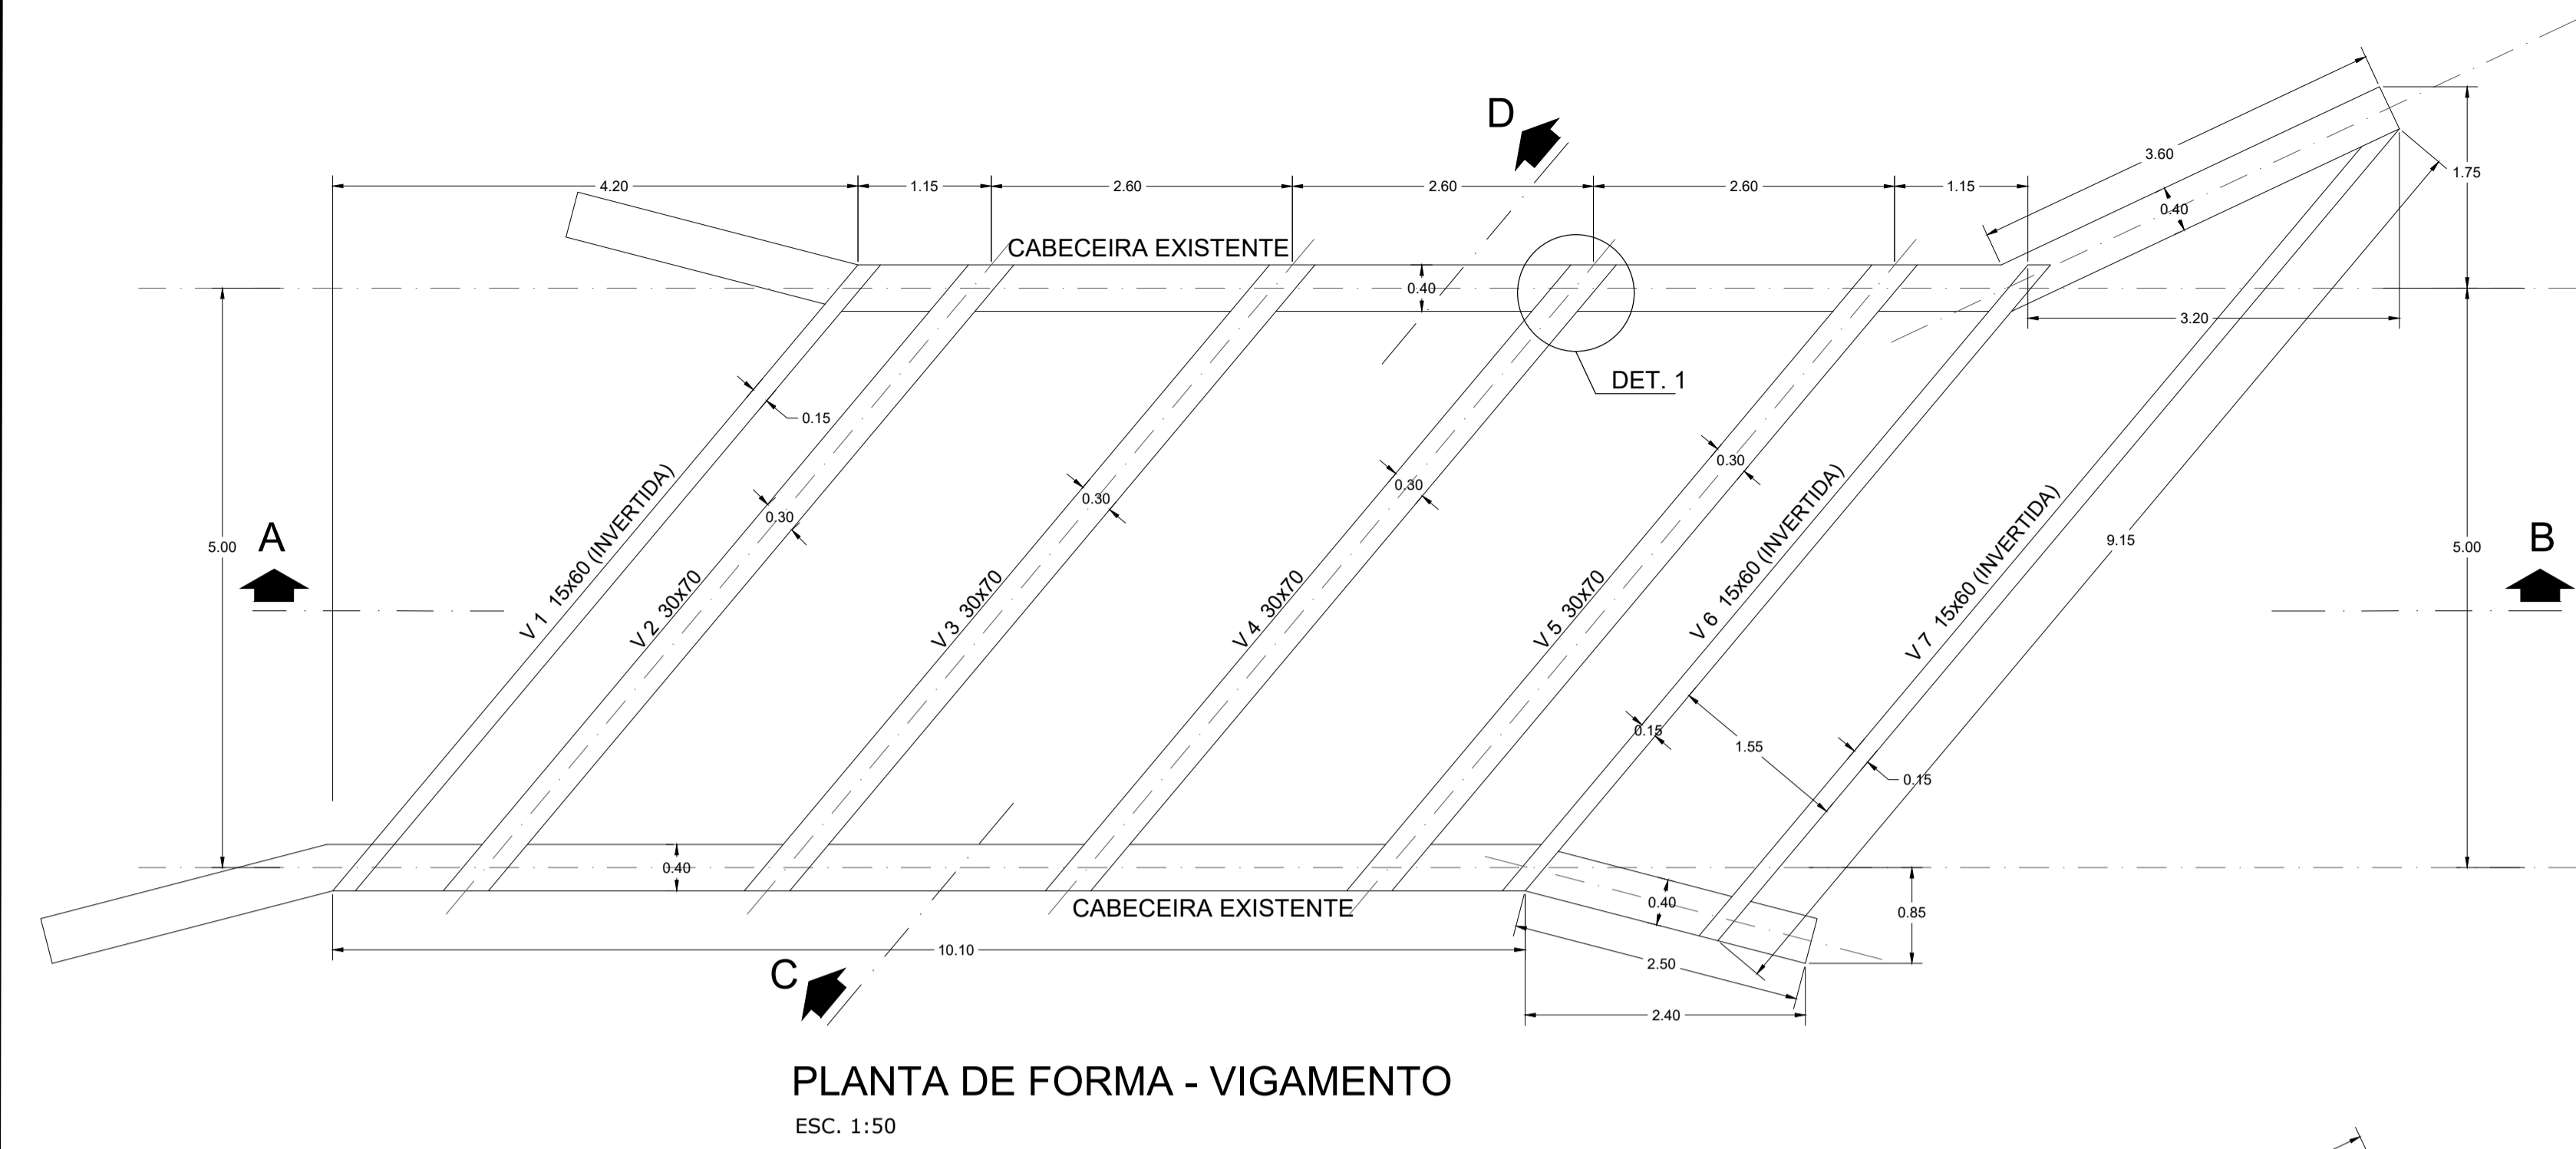 D
3.60
1.75
4.20
1.15
2.60
2.60
2.60
1.15
0.40
CABECEIRA EXISTENTE
0.40
3.20
DET. 1
0.15
0.30
0.30
0.30
0.30
5.00
A
V 1 15x60 (INVERTIDA)
V 2 30x70
V 3 30x70
V 4 30x70
V 5 30x70
V 6 15x60 (INVERTIDA)
V 7 15x60 (INVERTIDA)
9.15
5.00
B
0.15
1.55
0.15
0.40
0.40
0.85
CABECEIRA EXISTENTE
10.10
2.50
C
2.40
PLANTA DE FORMA - VIGAMENTO
ESC. 1:50